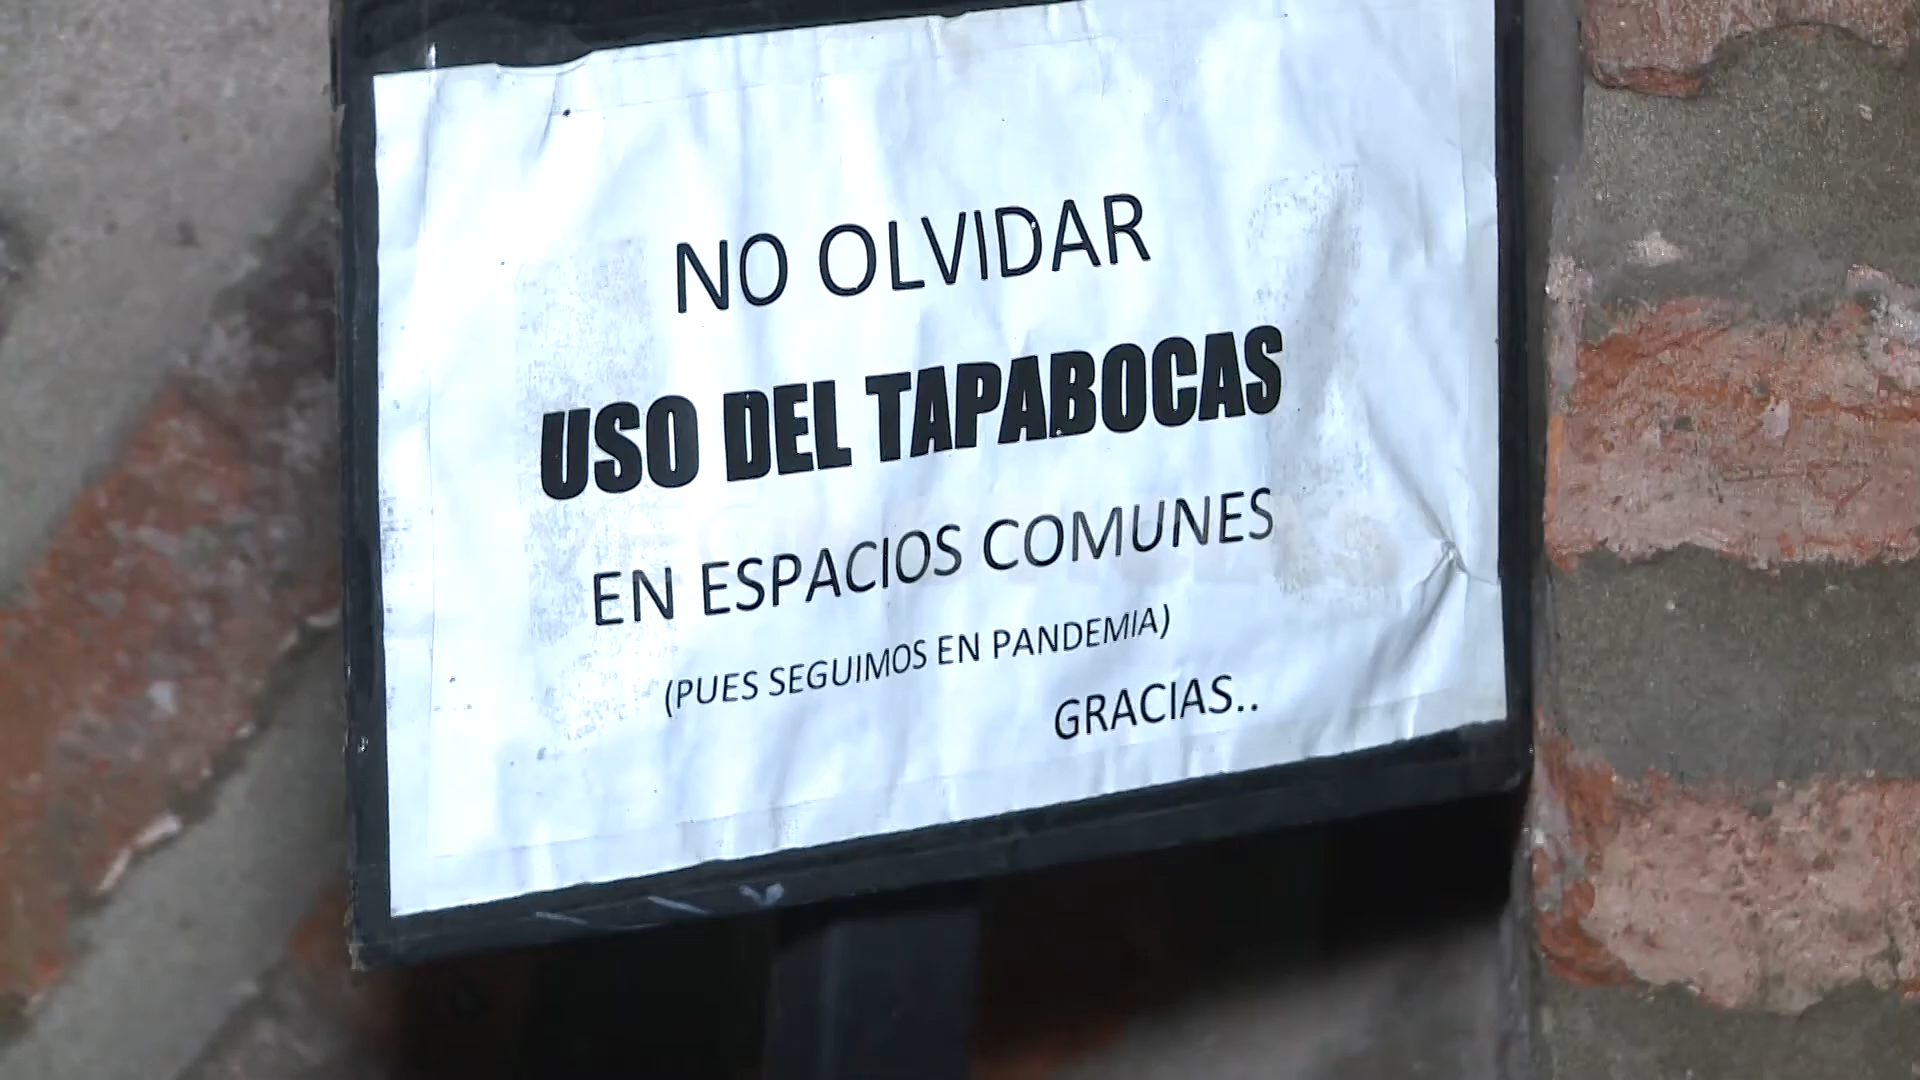 NO OLVIDAR
USO DEL TAPABOCAS
EN ESPACIOS COMUNES
(PUES SEGUIMOS EN PANDEMIA)
GRACIAS..